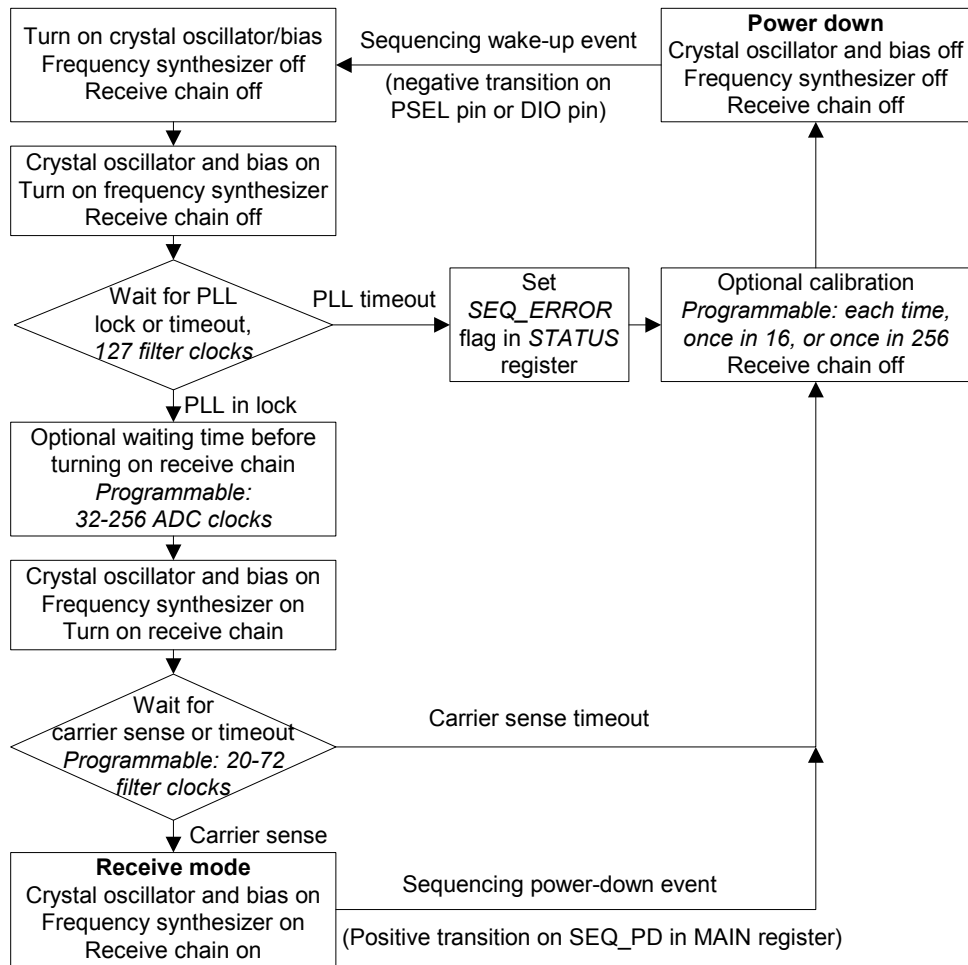 Turn on crystal oscillator/bias
Frequency synthesizer off
Receive chain off
Sequencing wake-up event
(negative transition on
PSEL pin or DIO pin)
Power down
Crystal oscillator and bias off
Frequency synthesizer off
Receive chain off
Crystal oscillator and bias on
Turn on frequency synthesizer
Receive chain off
Wait for PLL
lock or timeout,
127 filter clocks
PLL timeout
Set
SEQ_ERROR
flag in STATUS
register
Optional calibration
Programmable: each time,
once in 16, or once in 256
Receive chain off
PLL in lock
Optional waiting time before
turning on receive chain
Programmable:
32-256 ADC clocks
Crystal oscillator and bias on
Frequency synthesizer on
Turn on receive chain
Wait for
carrier sense or timeout
Programmable: 20-72
filter clocks
Carrier sense timeout
Carrier sense
Receive mode
Crystal oscillator and bias on
Frequency synthesizer on
Receive chain on
Sequencing power-down event
(Positive transition on SEQ_PD in MAIN register)